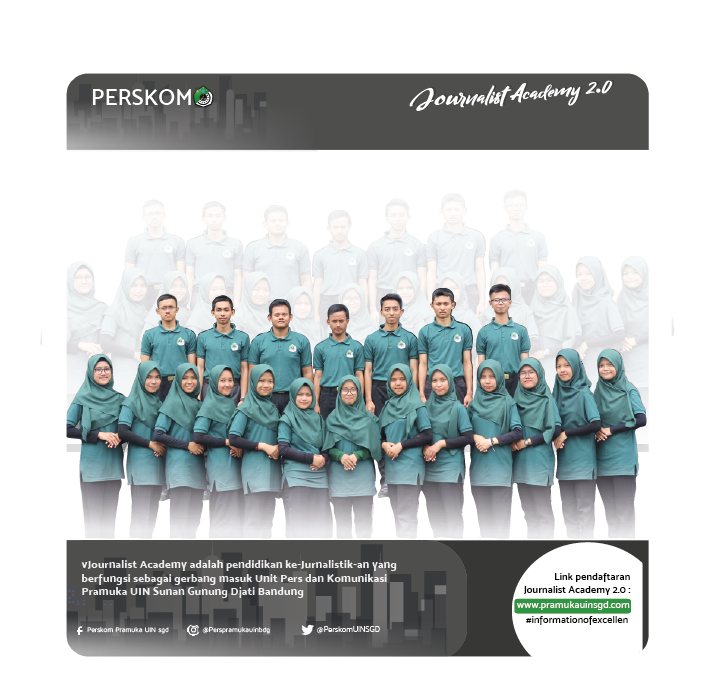 PERSKOM
Journalist Academy 2.0
vJournalist Academy adalah pendidikan ke-Jurnalistik-an yang
berfungsi sebagai gerbang masuk Unit Pers dan Komunikasi
Pramuka UIN Sunan Gunung Djati Bandung
Perskom Pramuka UIN sgd
@Perspramukauinbdg
@PerskomUINSGD
Link pendaftaran
Journalist Academy 2.0 :
www.pramukauinsgd.com
#informationofexcellen